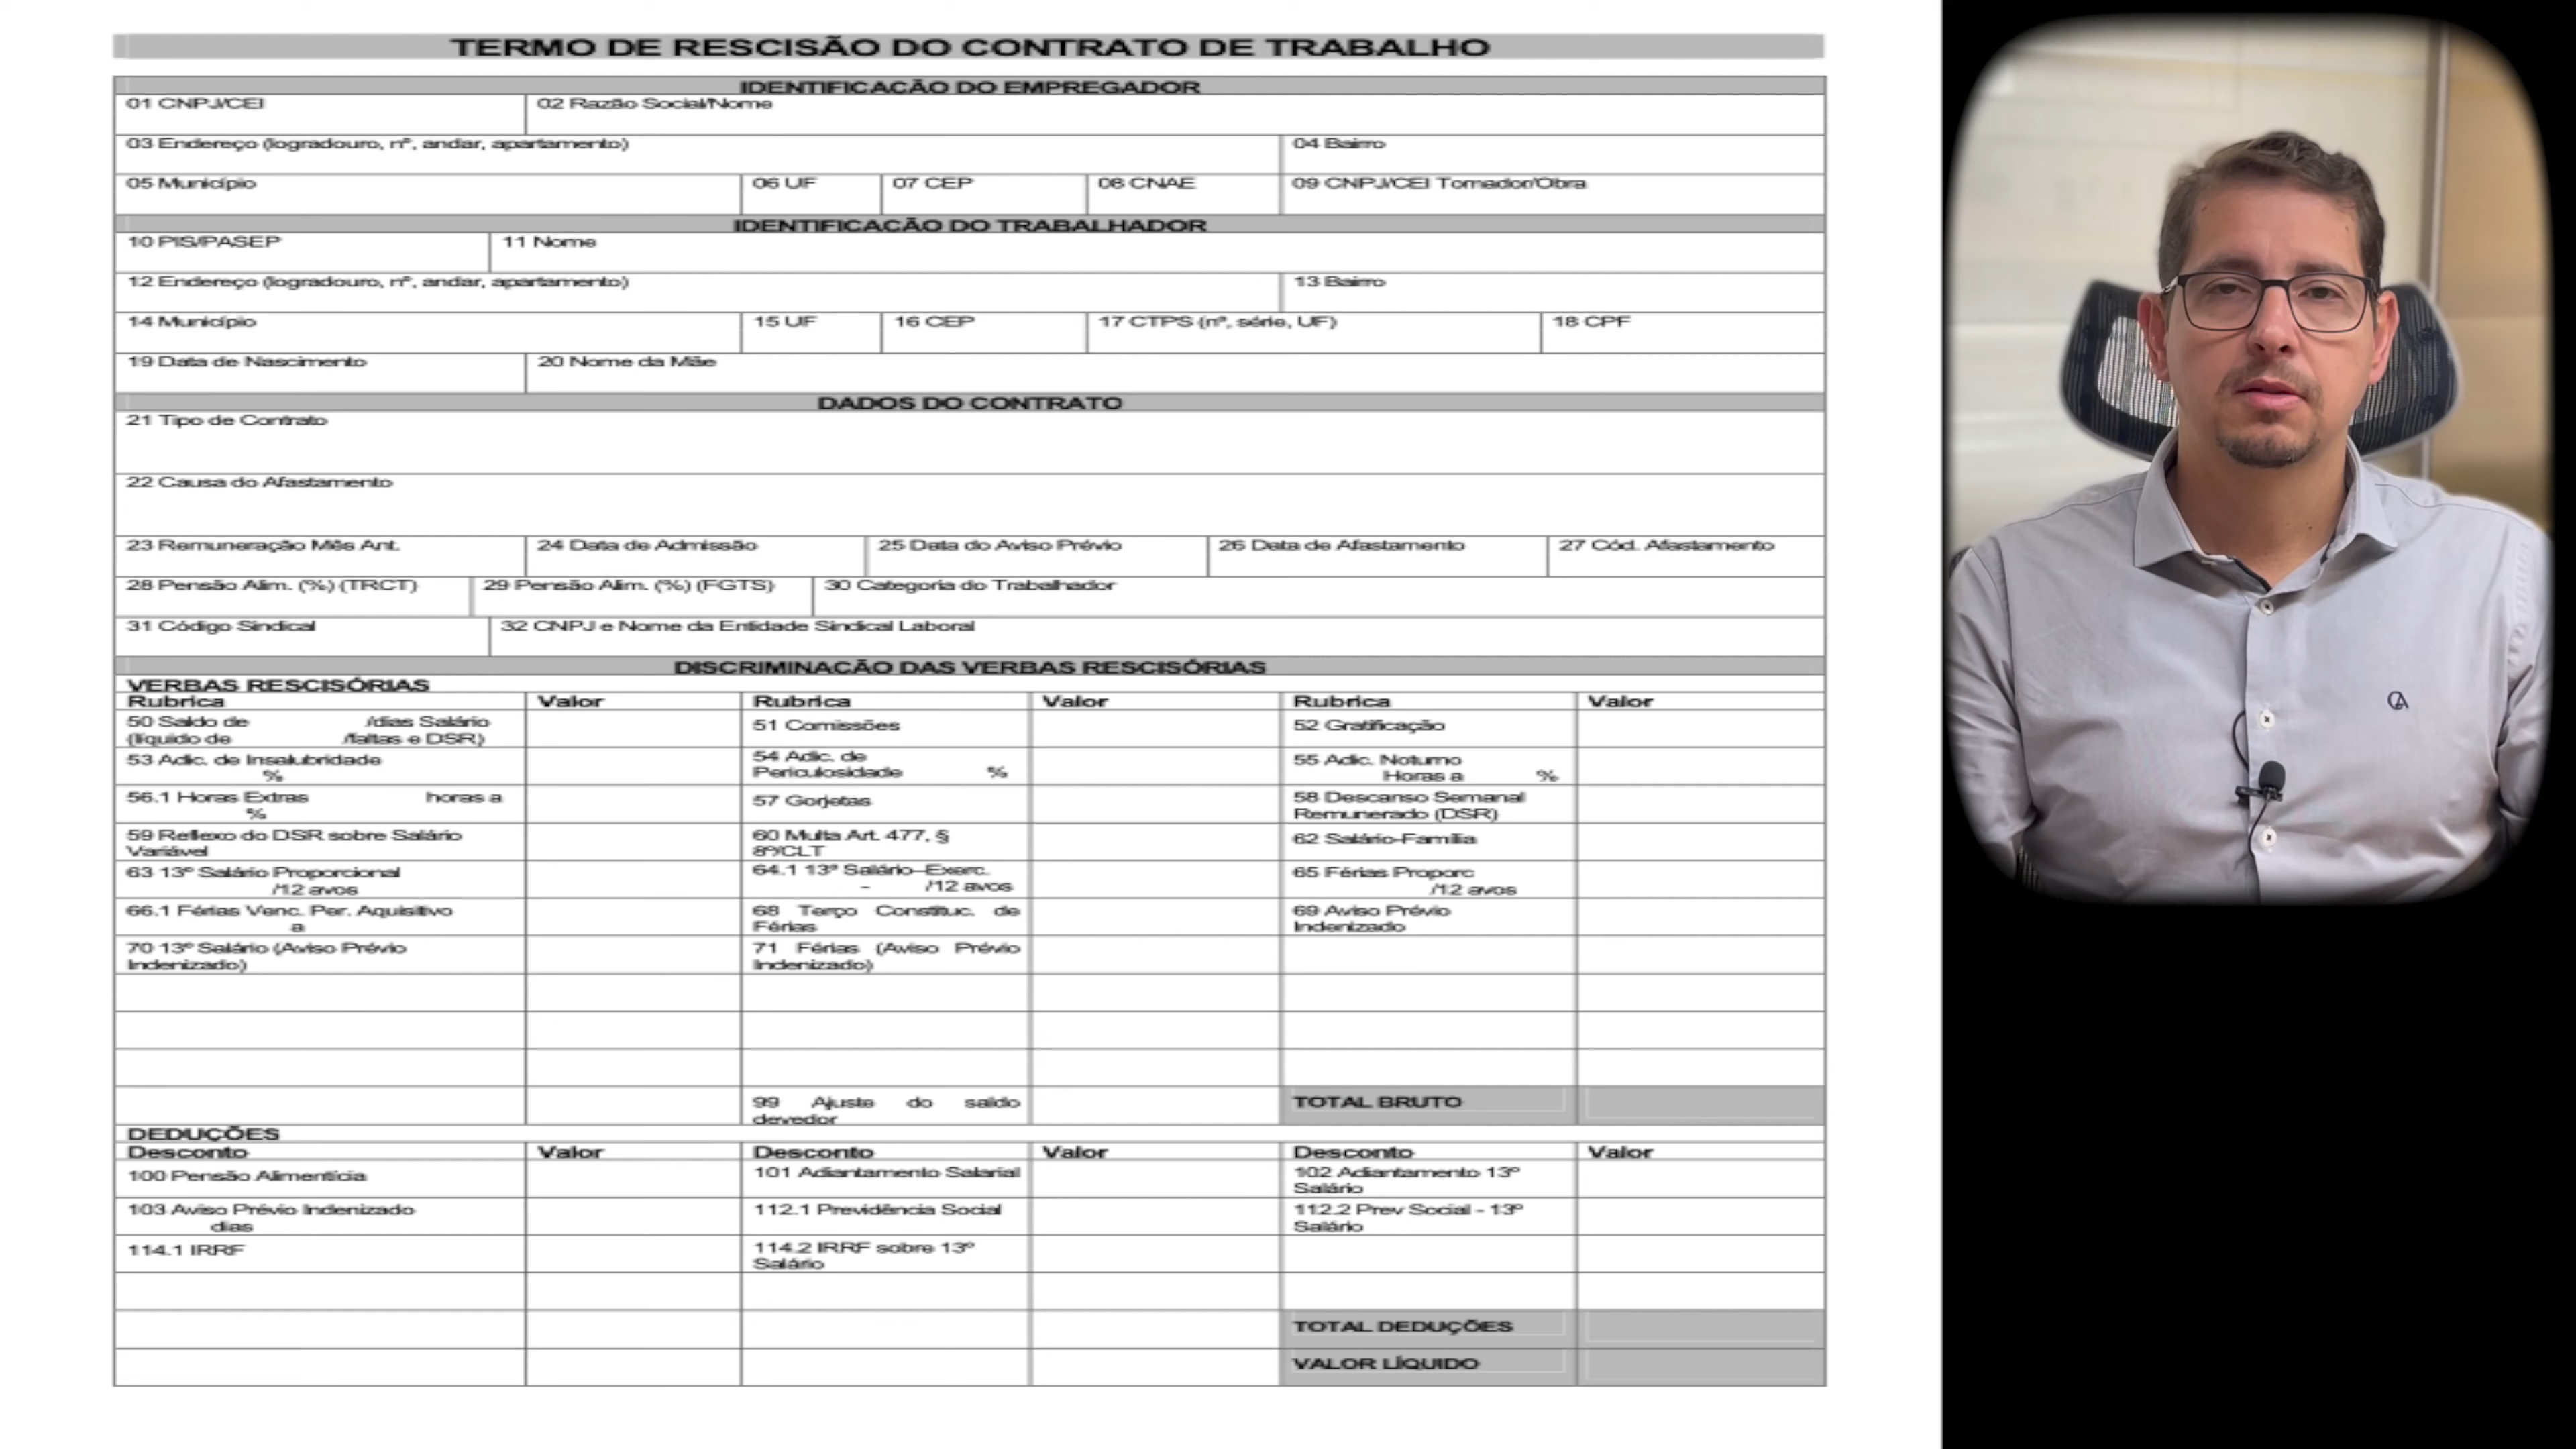 TERMO DE RESCISÃO DO CONTRATO DE TRABALHO
IDENTIFICAÇÃO DO EMPREGADOR
01 CNPJ/CEI
02 Razão Social/Nome
03 Endereço (logradouro, nº, andar, apartamento)
04 Bairro
05 Município
06 UF
07 CEP
08 CNAE
09 CNPJ/CEI Tomador/Obra
IDENTIFICAÇÃO DO TRABALHADOR
10 PIS/PASEP
11 Nome
12 Endereço (logradouro, nº, andar, apartamento)
13 Bairro
14 Município
15 UF
16 CEP
17 CTPS (nº, série, UF)
18 CPF
19 Data de Nascimento
20 Nome da Mãe
DADOS DO CONTRATO
21 Tipo de Contrato
22 Causa do Afastamento
23 Remuneração Mês Ant.
24 Data de Admissão
25 Data do Aviso Prévio
26 Data de Afastamento
27 Cód. Afastamento
28 Pensão Alim. (%) (TRCT)
29 Pensão Alim. (%) (FGTS)
30 Categoria do Trabalhador
31 Código Sindical
32 CNPJ e Nome da Entidade Sindical Laboral
DISCRIMINAÇÃO DAS VERBAS RESCISÓRIAS
VERBAS RESCISÓRIAS
Rubrica Valor Rubrica Valor Rubrica Valor
50 Saldo de /dias Salário
(líquido de /faltas e DSR)
51 Comissões
52 Gratificação
53 Adic. de Insalubridade
%
54 Adic. de
Periculosidade %
55 Adic. Noturno
Horas a %
56.1 Horas Extras horas a
%
57 Gorjetas
58 Descanso Semanal
Remunerado (DSR)
59 Reflexo do DSR sobre Salário
Variável
60 Multa Art. 477, §
8º/CLT
62 Salário-Família
63 13º Salário Proporcional
/12 avos
64.1 13º Salário–Exerc.
- /12 avos
65 Férias Proporc
/12 avos
66.1 Férias Venc. Per. Aquisitivo
a
68 Terço Constituc. de
Férias
69 Aviso Prévio
Indenizado
70 13º Salário (Aviso Prévio
Indenizado)
71 Férias (Aviso Prévio
Indenizado)
99 Ajuste do saldo
devedor
TOTAL BRUTO
DEDUÇÕES
Desconto Valor Desconto Valor Desconto Valor
100 Pensão Alimentícia
101 Adiantamento Salarial
102 Adiantamento 13º
Salário
103 Aviso Prévio Indenizado
dias
112.1 Previdência Social
112.2 Prev Social - 13º
Salário
114.1 IRRF
114.2 IRRF sobre 13º
Salário
TOTAL DEDUÇÕES
VALOR LÍQUIDO